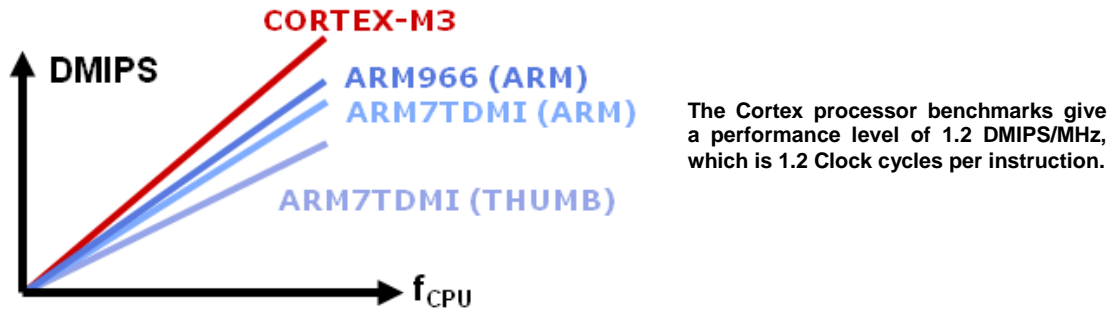 CORTEX-M3
DMIPS
ARM966 (ARM)
ARM7TDMI (ARM)
ARM7TDMI (THUMB)
fCPU
The Cortex processor benchmarks give
a performance level of 1.2 DMIPS/MHz,
which is 1.2 Clock cycles per instruction.